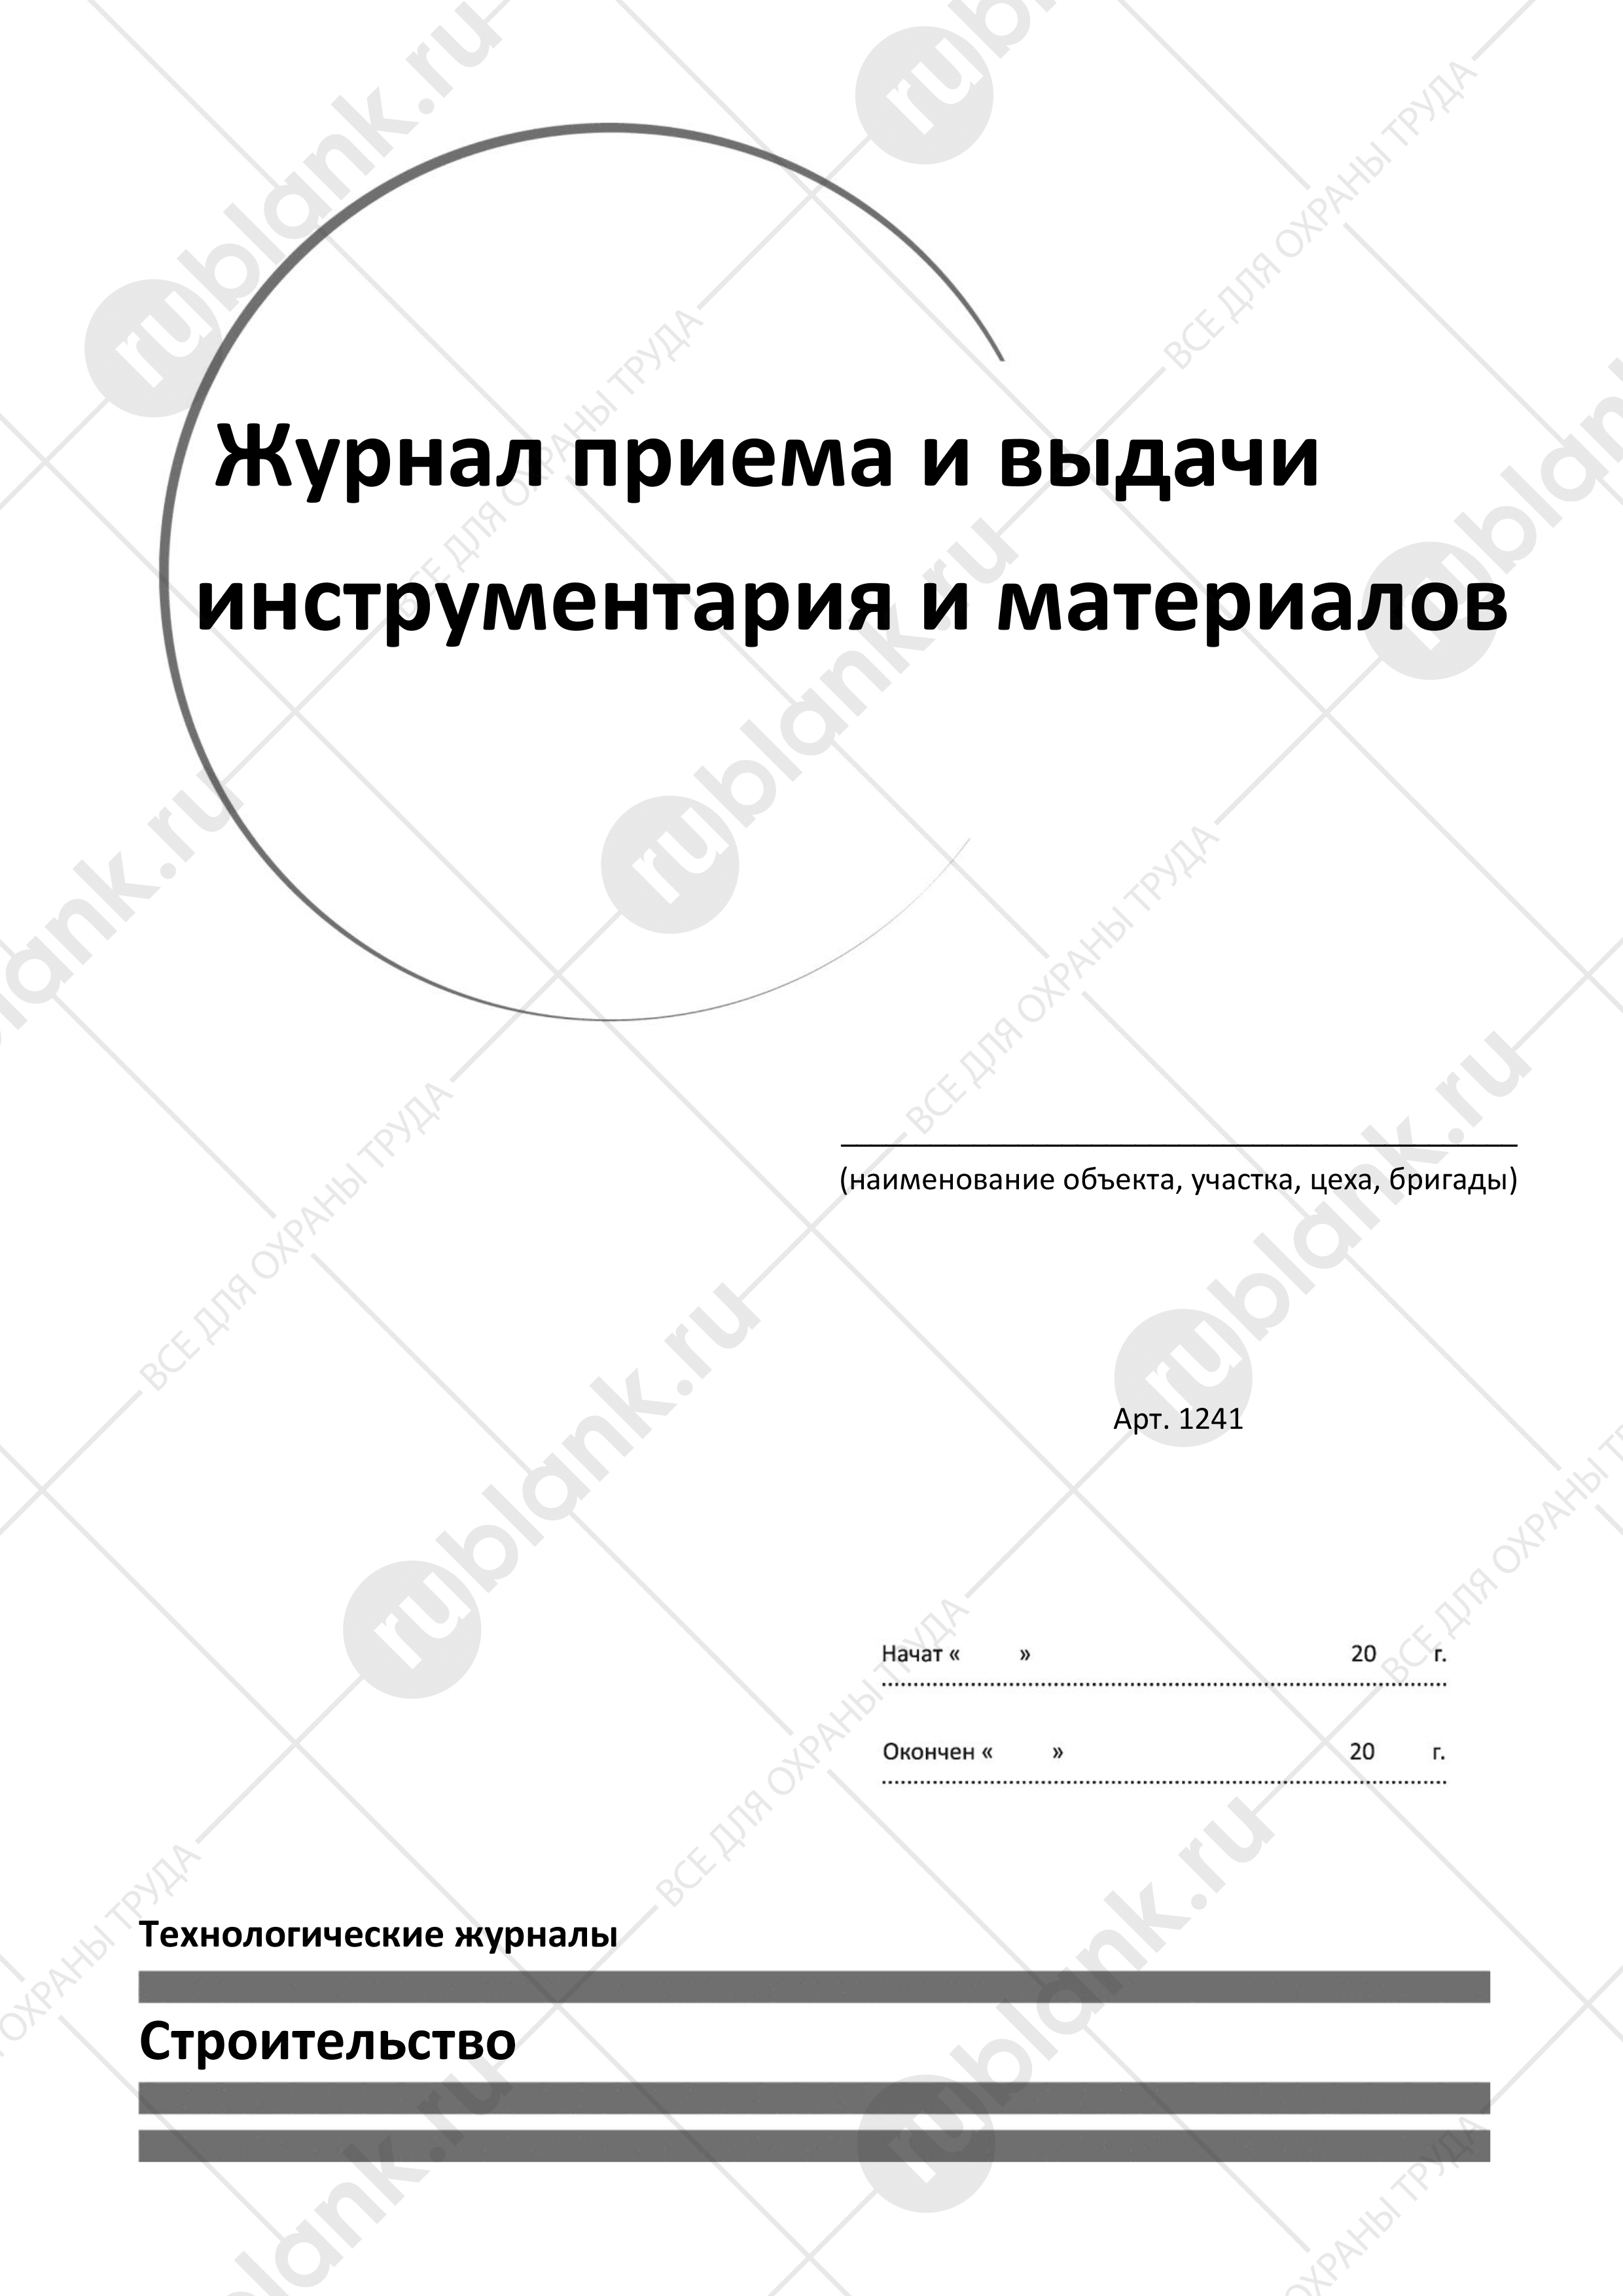 Журнал приема и выдачи
инструментария и материалов
(наименование объекта, участка, цеха, бригады)
Арт. 1241
Начат « » 20 г.
Окончен « » 20 г.
Технологические журналы
Строительство
rublank.ru
ВСЕ ДЛЯ ОХРАНЫ ТРУДА